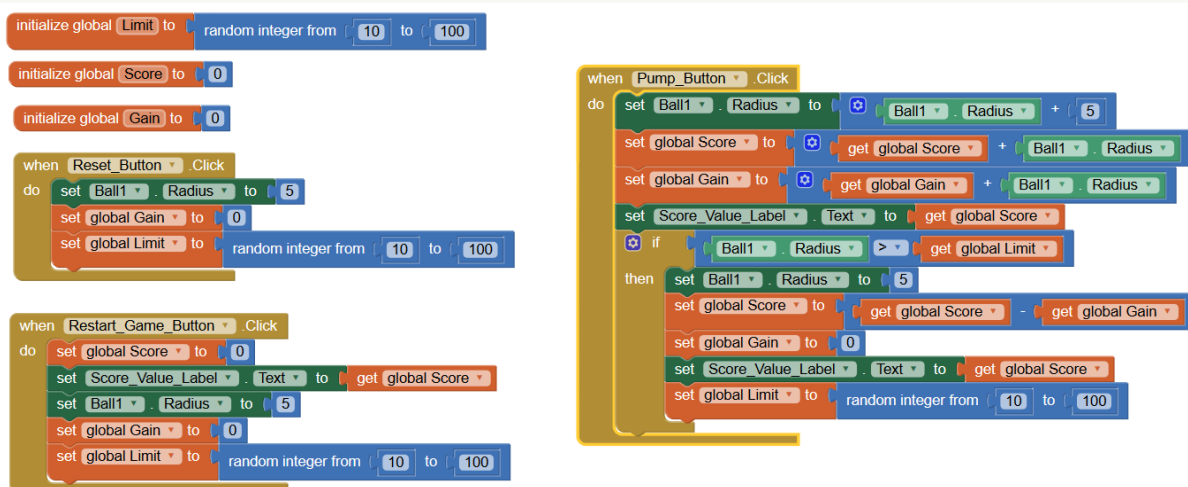 initialize global Limit to random integer from 10 to 100
initialize global Score to 0
initialize global Gain to 0
when Reset_Button .Click
do set Ball1 . Radius to 5
set global Gain to 0
set global Limit to random integer from 10 to 100
when Restart_Game_Button .Click
do set global Score to 0
set Score_Value_Label . Text to get global Score
set Ball1 . Radius to 5
set global Gain to 0
set global Limit to random integer from 10 to 100
when Pump_Button .Click
do set Ball1 . Radius to Ball1 . Radius + 5
set global Score to get global Score + Ball1 . Radius
set global Gain to get global Gain + Ball1 . Radius
set Score_Value_Label . Text to get global Score
if Ball1 . Radius > get global Limit
then set Ball1 . Radius to 5
set global Score to get global Score - get global Gain
set global Gain to 0
set Score_Value_Label . Text to get global Score
set global Limit to random integer from 10 to 100